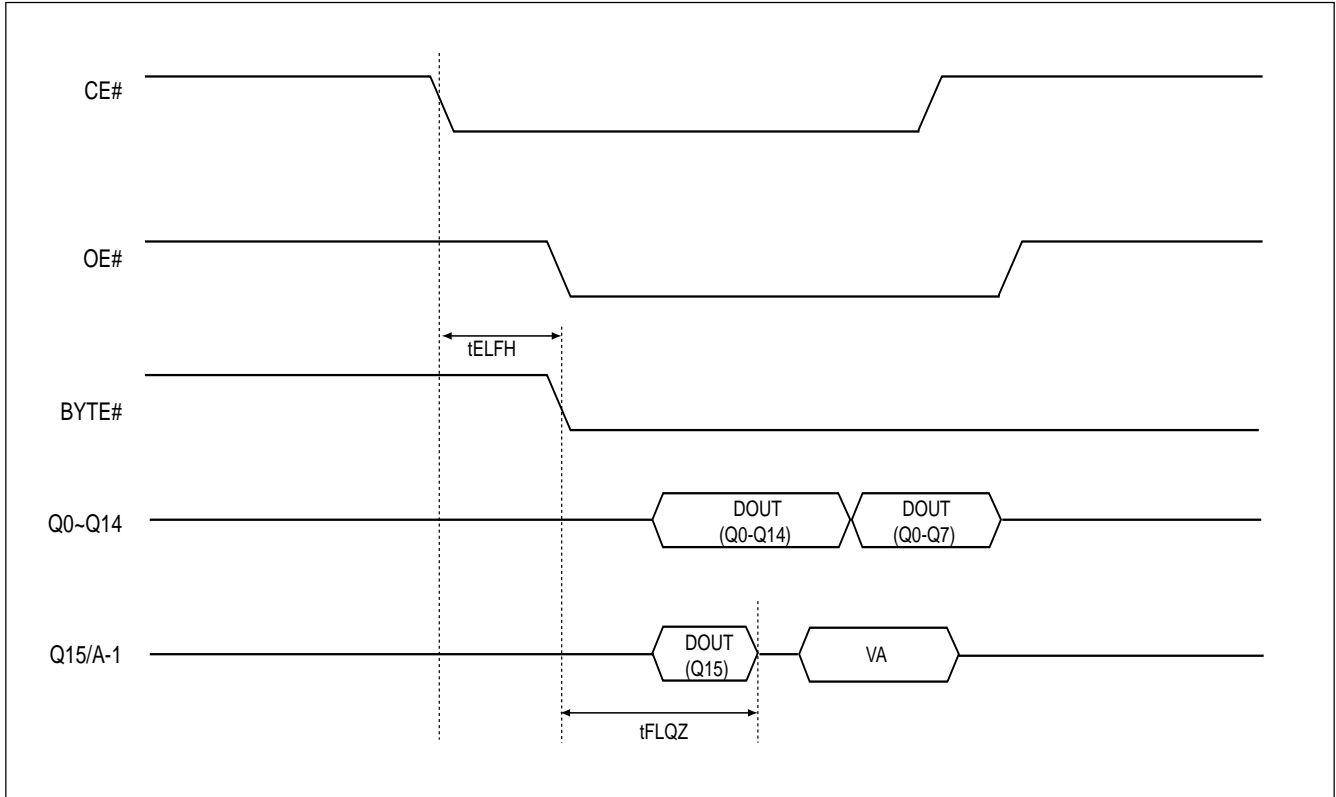 CE#
OE#
tELFH
BYTE#
Q0~Q14
DOUT
(Q0-Q14)
DOUT
(Q0-Q7)
Q15/A-1
DOUT
(Q15)
VA
tFLQZ